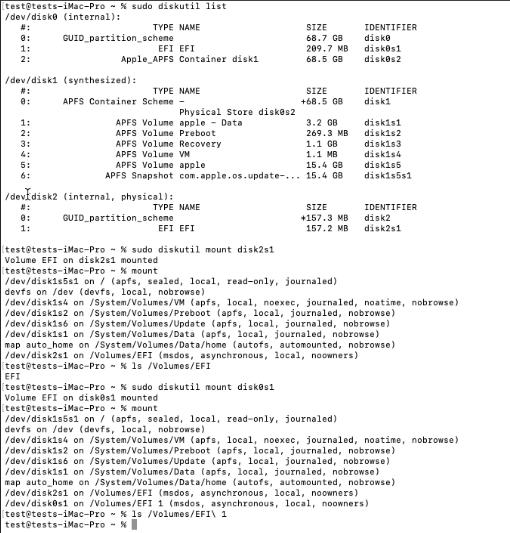 [test@tests-iMac-Pro ~ % sudo diskutil list
/dev/disk0 (internal):
#: TYPE NAME SIZE IDENTIFIER
0: GUID_partition_scheme 68.7 GB disk0
1: EFI EFI 209.7 MB disk0s1
2: Apple_APFS Container disk1 68.5 GB disk0s2
/dev/disk1 (synthesized):
#: TYPE NAME SIZE IDENTIFIER
0: APFS Container Scheme - +68.5 GB disk1
Physical Store disk0s2
1: APFS Volume apple - Data 3.2 GB disk1s1
2: APFS Volume Preboot 269.3 MB disk1s2
3: APFS Volume Recovery 1.1 GB disk1s3
4: APFS Volume VM 1.1 MB disk1s4
5: APFS Volume apple 15.4 GB disk1s5
6: APFS Snapshot com.apple.os.update-... 15.4 GB disk1s5s1
/dev/disk2 (internal, physical):
#: TYPE NAME SIZE IDENTIFIER
0: GUID_partition_scheme +157.3 MB disk2
1: EFI EFI 157.2 MB disk2s1
[test@tests-iMac-Pro ~ % sudo diskutil mount disk2s1
Volume EFI on disk2s1 mounted
[test@tests-iMac-Pro ~ % mount
/dev/disk1s5s1 on / (apfs, sealed, local, read-only, journaled)
devfs on /dev (devfs, local, nobrowse)
/dev/disk1s4 on /System/Volumes/VM (apfs, local, noexec, journaled, noatime, nobrowse)
/dev/disk1s2 on /System/Volumes/Preboot (apfs, local, journaled, nobrowse)
/dev/disk1s6 on /System/Volumes/Update (apfs, local, journaled, nobrowse)
/dev/disk1s1 on /System/Volumes/Data (apfs, local, journaled, nobrowse)
map auto_home on /System/Volumes/Data/home (autofs, automounted, nobrowse)
/dev/disk2s1 on /Volumes/EFI (msdos, asynchronous, local, noowners)
[test@tests-iMac-Pro ~ % ls /Volumes/EFI
EFI
[test@tests-iMac-Pro ~ % sudo diskutil mount disk0s1
Volume EFI on disk0s1 mounted
[test@tests-iMac-Pro ~ % mount
/dev/disk1s5s1 on / (apfs, sealed, local, read-only, journaled)
devfs on /dev (devfs, local, nobrowse)
/dev/disk1s4 on /System/Volumes/VM (apfs, local, noexec, journaled, noatime, nobrowse)
/dev/disk1s2 on /System/Volumes/Preboot (apfs, local, journaled, nobrowse)
/dev/disk1s6 on /System/Volumes/Update (apfs, local, journaled, nobrowse)
/dev/disk1s1 on /System/Volumes/Data (apfs, local, journaled, nobrowse)
map auto_home on /System/Volumes/Data/home (autofs, automounted, nobrowse)
/dev/disk2s1 on /Volumes/EFI (msdos, asynchronous, local, noowners)
/dev/disk0s1 on /Volumes/EFI 1 (msdos, asynchronous, local, noowners)
[test@tests-iMac-Pro ~ % ls /Volumes/EFI\ 1
test@tests-iMac-Pro ~ %